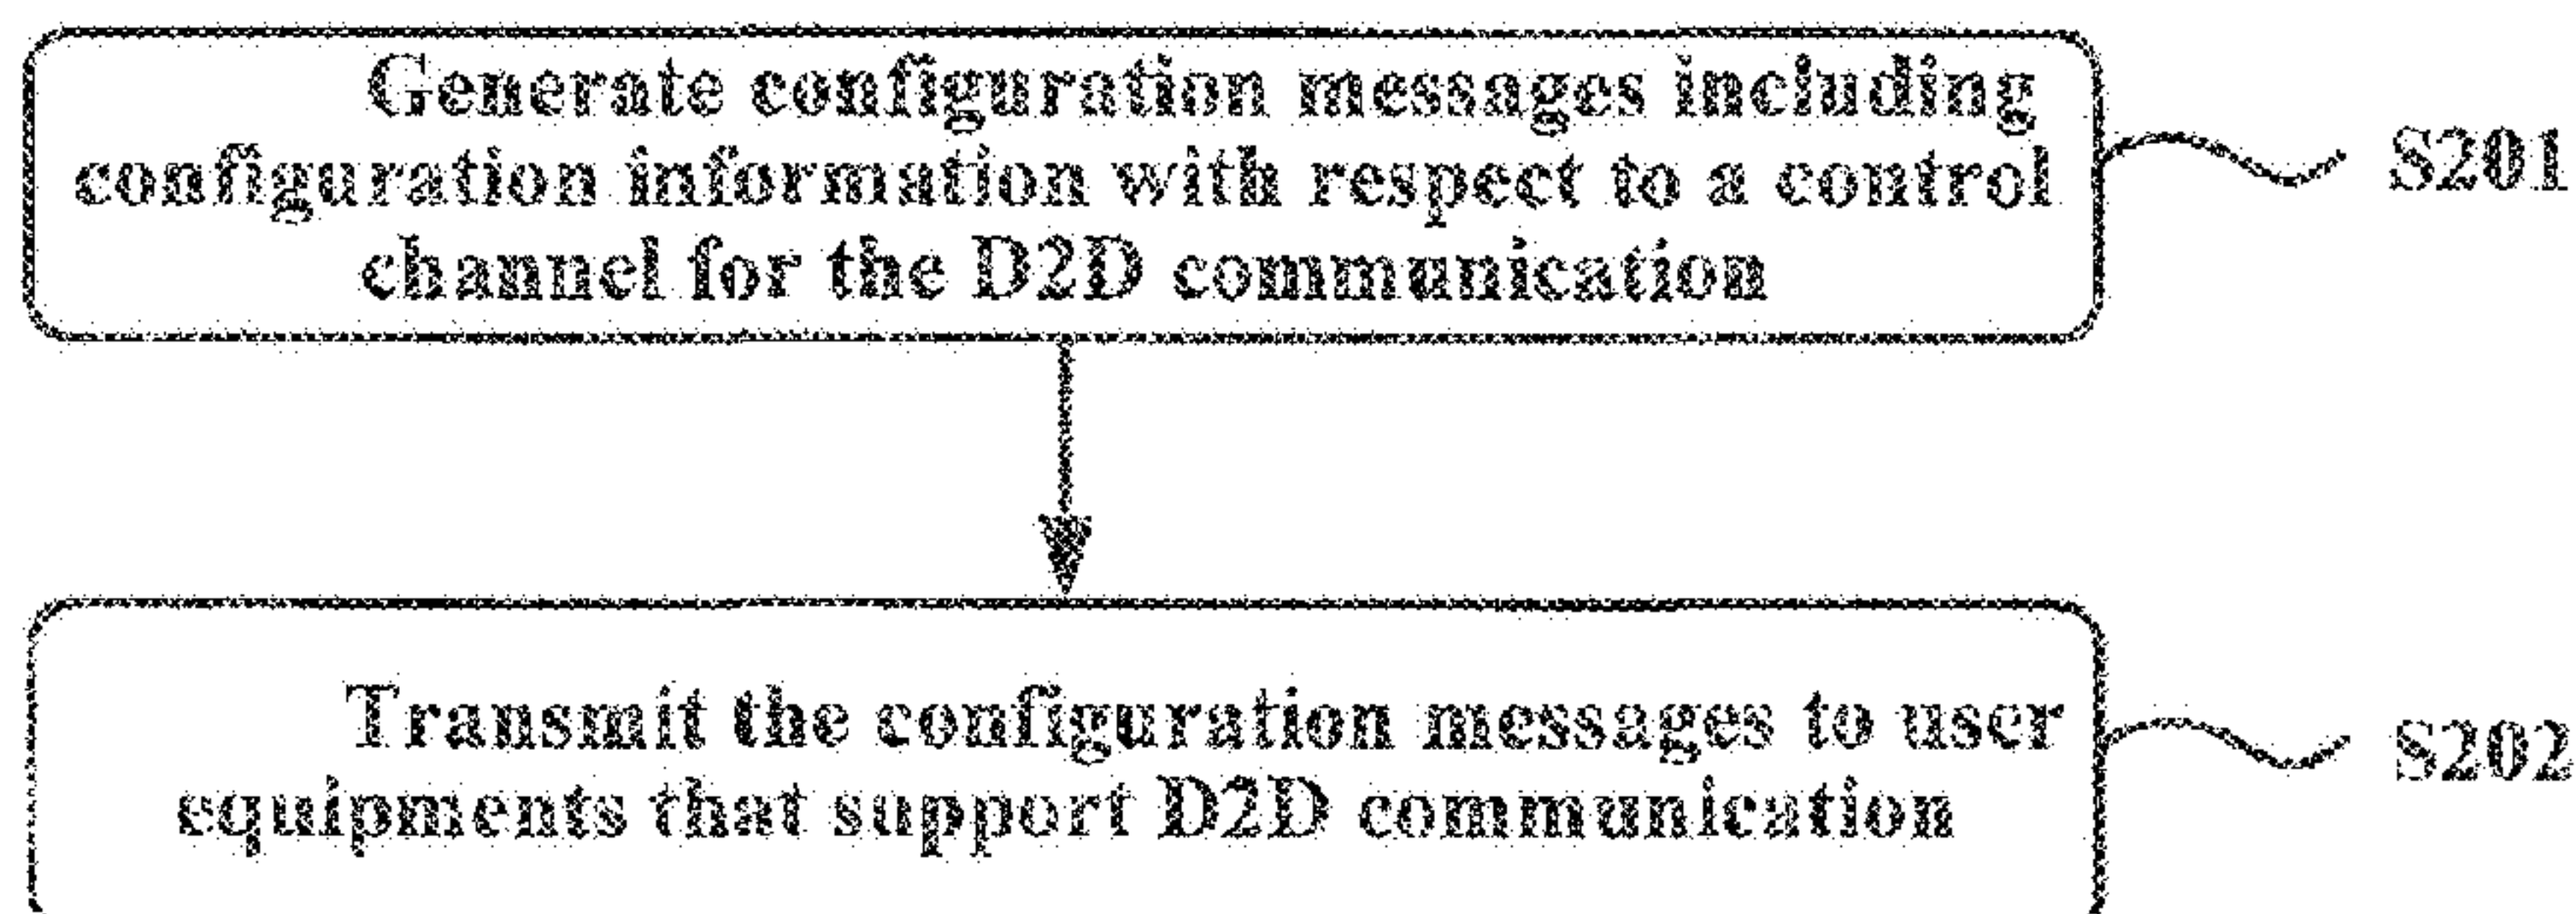 Generate configuration messages including
configuration information with respect to a control
channel for the D2D communication
S201
Transmit the configuration messages to user
equipments that support D2D communication
S202